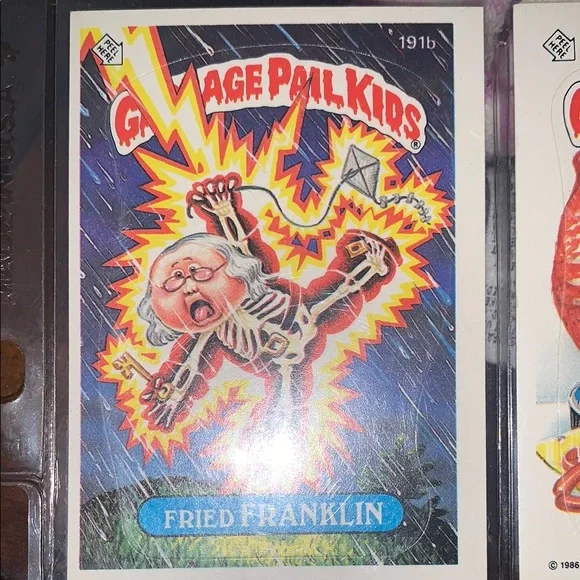 PEEL HERE
191b
GARBAGE PAIL KIDS®
FRIED FRANKLIN
PEEL HERE
© 1986